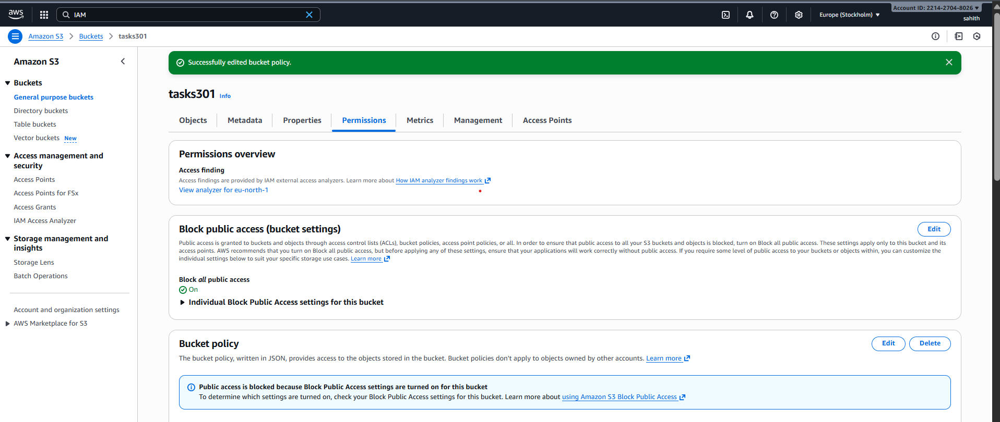 aws
IAM
Europe (Stockholm)
Account ID: 2214-2704-8026
sahith
Amazon S3
Buckets
tasks301
Amazon S3
Buckets
General purpose buckets
Directory buckets
Table buckets
Vector buckets New
Access management and
security
Access Points
Access Points for FSx
Access Grants
IAM Access Analyzer
Storage management and
insights
Storage Lens
Batch Operations
Account and organization settings
AWS Marketplace for S3
Successfully edited bucket policy.
tasks301 Info
Objects
Metadata
Properties
Permissions
Metrics
Management
Access Points
Permissions overview
Access finding
Access findings are provided by IAM external access analyzers. Learn more about How IAM analyzer findings work
View analyzer for eu-north-1
Block public access (bucket settings)
Edit
Public access is granted to buckets and objects through access control lists (ACLs), bucket policies, access point policies, or all. In order to ensure that public access to all your S3 buckets and objects is blocked, turn on Block all public access. These settings apply only to this bucket and its
access points. AWS recommends that you turn on Block all public access, but before applying any of these settings, ensure that your applications will work correctly without public access. If you require some level of public access to your buckets or objects within, you can customize the
individual settings below to suit your specific storage use cases. Learn more
Block all public access
On
Individual Block Public Access settings for this bucket
Bucket policy
Edit
Delete
The bucket policy, written in JSON, provides access to the objects stored in the bucket. Bucket policies don't apply to objects owned by other accounts. Learn more
Public access is blocked because Block Public Access settings are turned on for this bucket
To determine which settings are turned on, check your Block Public Access settings for this bucket. Learn more about using Amazon S3 Block Public Access